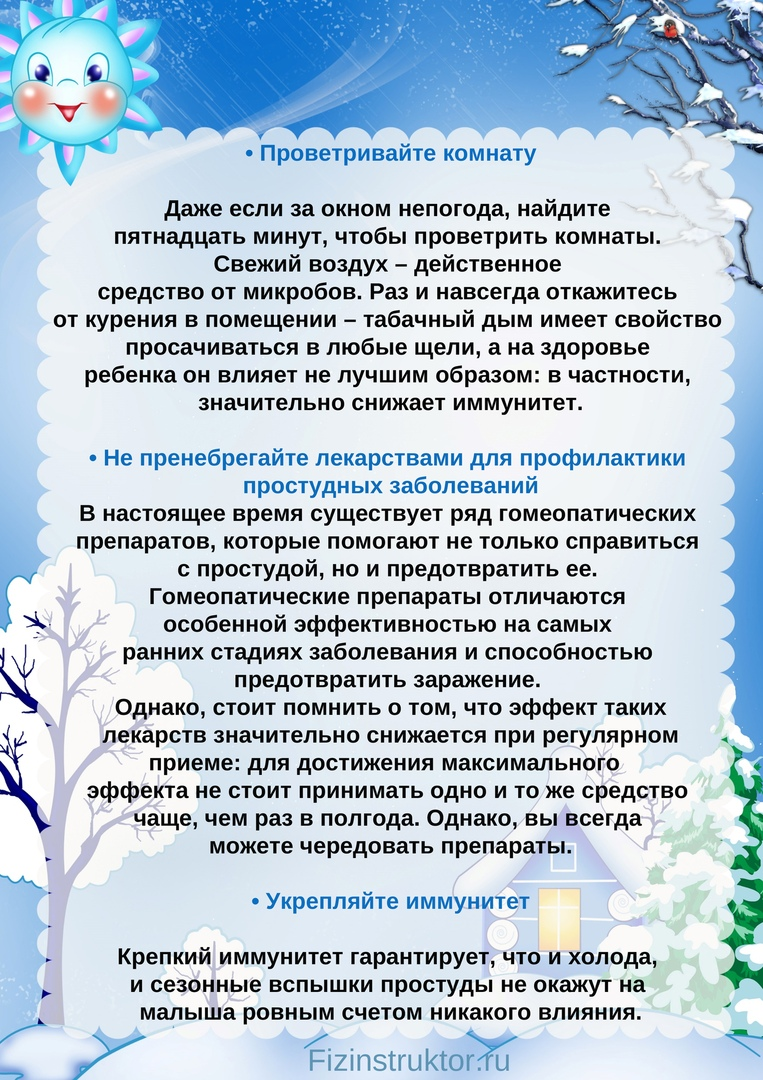 • Проветривайте комнату
Даже если за окном непогода, найдите
пятнадцать минут, чтобы проветрить комнаты.
Свежий воздух – действенное
средство от микробов. Раз и навсегда откажитесь
от курения в помещении – табачный дым имеет свойство
просачиваться в любые щели, а на здоровье
ребенка он влияет не лучшим образом: в частности,
значительно снижает иммунитет.
• Не пренебрегайте лекарствами для профилактики
простудных заболеваний
В настоящее время существует ряд гомеопатических
препаратов, которые помогают не только справиться
с простудой, но и предотвратить ее.
Гомеопатические препараты отличаются
особенной эффективностью на самых
ранних стадиях заболевания и способностью
предотвратить заражение.
Однако, стоит помнить о том, что эффект таких
лекарств значительно снижается при регулярном
приеме: для достижения максимального
эффекта не стоит принимать одно и то же средство
чаще, чем раз в полгода. Однако, вы всегда
можете чередовать препараты.
• Укрепляйте иммунитет
Крепкий иммунитет гарантирует, что и холода,
и сезонные вспышки простуды не окажут на
малыша ровным счетом никакого влияния.
Fizinstruktor.ru